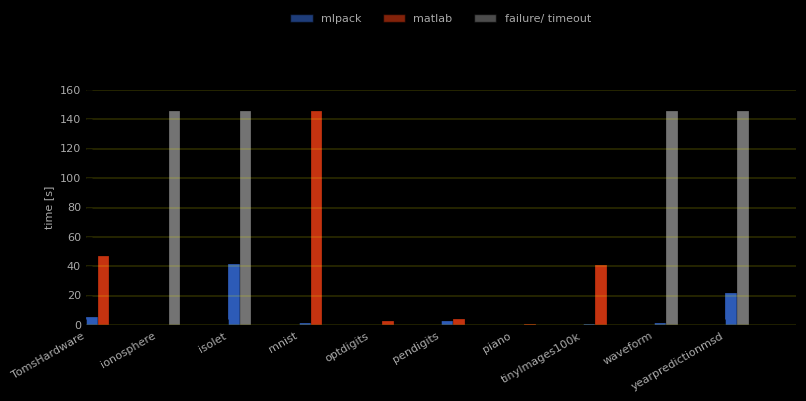 mlpack matlab failure/ timeout
160
140
120
100
80
60
40
20
0
time [s]
TomsHardware
ionosphere
isolet
mnist
optdigits
pendigits
piano
tinyImages100k
waveform
yearpredictionmsd